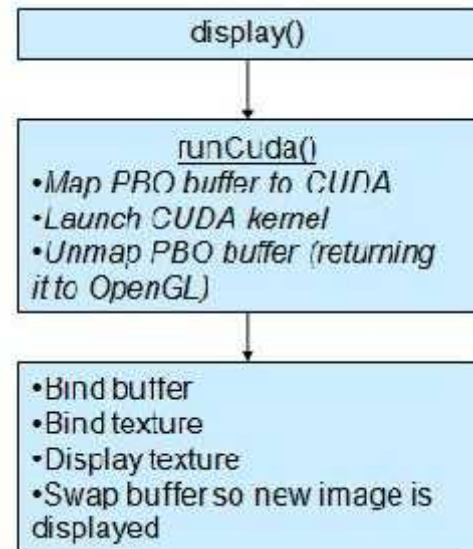 display()
runCuda()
•Map PBO buffer to CUDA
•Launch CUDA kernel
•Unmap PBO buffer (returning
it to OpenGL)
•Bind buffer
•Bind texture
•Display texture
•Swap buffer so new image is
displayed